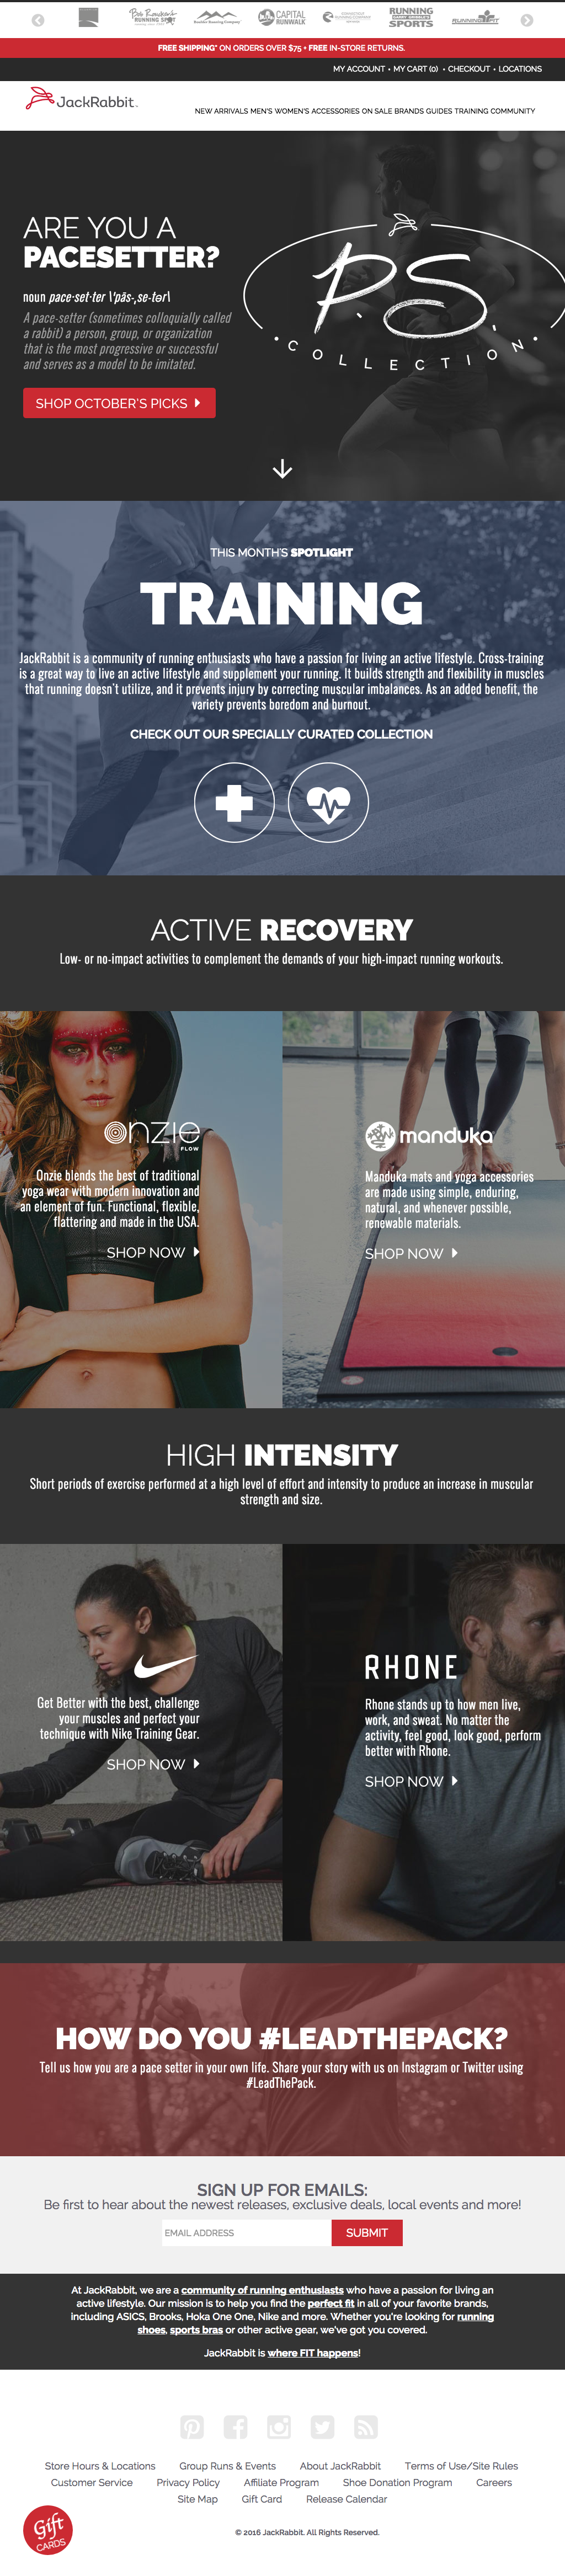 CAPITAL
RUNWALK
RUNNING
SPORTS
FREE SHIPPING* ON ORDERS OVER $75 + FREE IN-STORE RETURNS.
MY ACCOUNT • MY CART (0) • CHECKOUT • LOCATIONS
JackRabbit
NEW ARRIVALS MEN'S WOMEN'S ACCESSORIES ON SALE BRANDS GUIDES TRAINING COMMUNITY
ARE YOU A
PACESETTER?
noun pace·set·ter \'pās-,se-tər\
A pace-setter (sometimes colloquially called
a rabbit) a person, group, or organization
that is the most progressive or successful
and serves as a model to be imitated.
SHOP OCTOBER'S PICKS
P.S.
• COLLECTION •
THIS MONTH'S SPOTLIGHT
TRAINING
JackRabbit is a community of running enthusiasts who have a passion for living an active lifestyle. Cross-training
is a great way to live an active lifestyle and supplement your running. It builds strength and flexibility in muscles
that running doesn't utilize, and it prevents injury by correcting muscular imbalances. As an added benefit, the
variety prevents boredom and burnout.
CHECK OUT OUR SPECIALLY CURATED COLLECTION
ACTIVE RECOVERY
Low- or no-impact activities to complement the demands of your high-impact running workouts.
onzie
FLOW
Onzie blends the best of traditional
yoga wear with modern innovation and
an element of fun. Functional, flexible,
flattering and made in the USA.
SHOP NOW
manduka
Manduka mats and yoga accessories
are made using simple, enduring,
natural, and whenever possible,
renewable materials.
SHOP NOW
HIGH INTENSITY
Short periods of exercise performed at a high level of effort and intensity to produce an increase in muscular
strength and size.
Get Better with the best, challenge
your muscles and perfect your
technique with Nike Training Gear.
SHOP NOW
RHONE
Rhone stands up to how men live,
work, and sweat. No matter the
activity, feel good, look good, perform
better with Rhone.
SHOP NOW
HOW DO YOU #LEADTHEPACK?
Tell us how you are a pace setter in your own life. Share your story with us on Instagram or Twitter using
#LeadThePack.
SIGN UP FOR EMAILS:
Be first to hear about the newest releases, exclusive deals, local events and more!
EMAIL ADDRESS
SUBMIT
At JackRabbit, we are a community of running enthusiasts who have a passion for living an
active lifestyle. Our mission is to help you find the perfect fit in all of your favorite brands,
including ASICS, Brooks, Hoka One One, Nike and more. Whether you're looking for running
shoes, sports bras or other active gear, we've got you covered.
JackRabbit is where FIT happens!
Store Hours & Locations Group Runs & Events About JackRabbit Terms of Use/Site Rules
Customer Service Privacy Policy Affiliate Program Shoe Donation Program Careers
Site Map Gift Card Release Calendar
Gift
CARDS
© 2016 JackRabbit. All Rights Reserved.